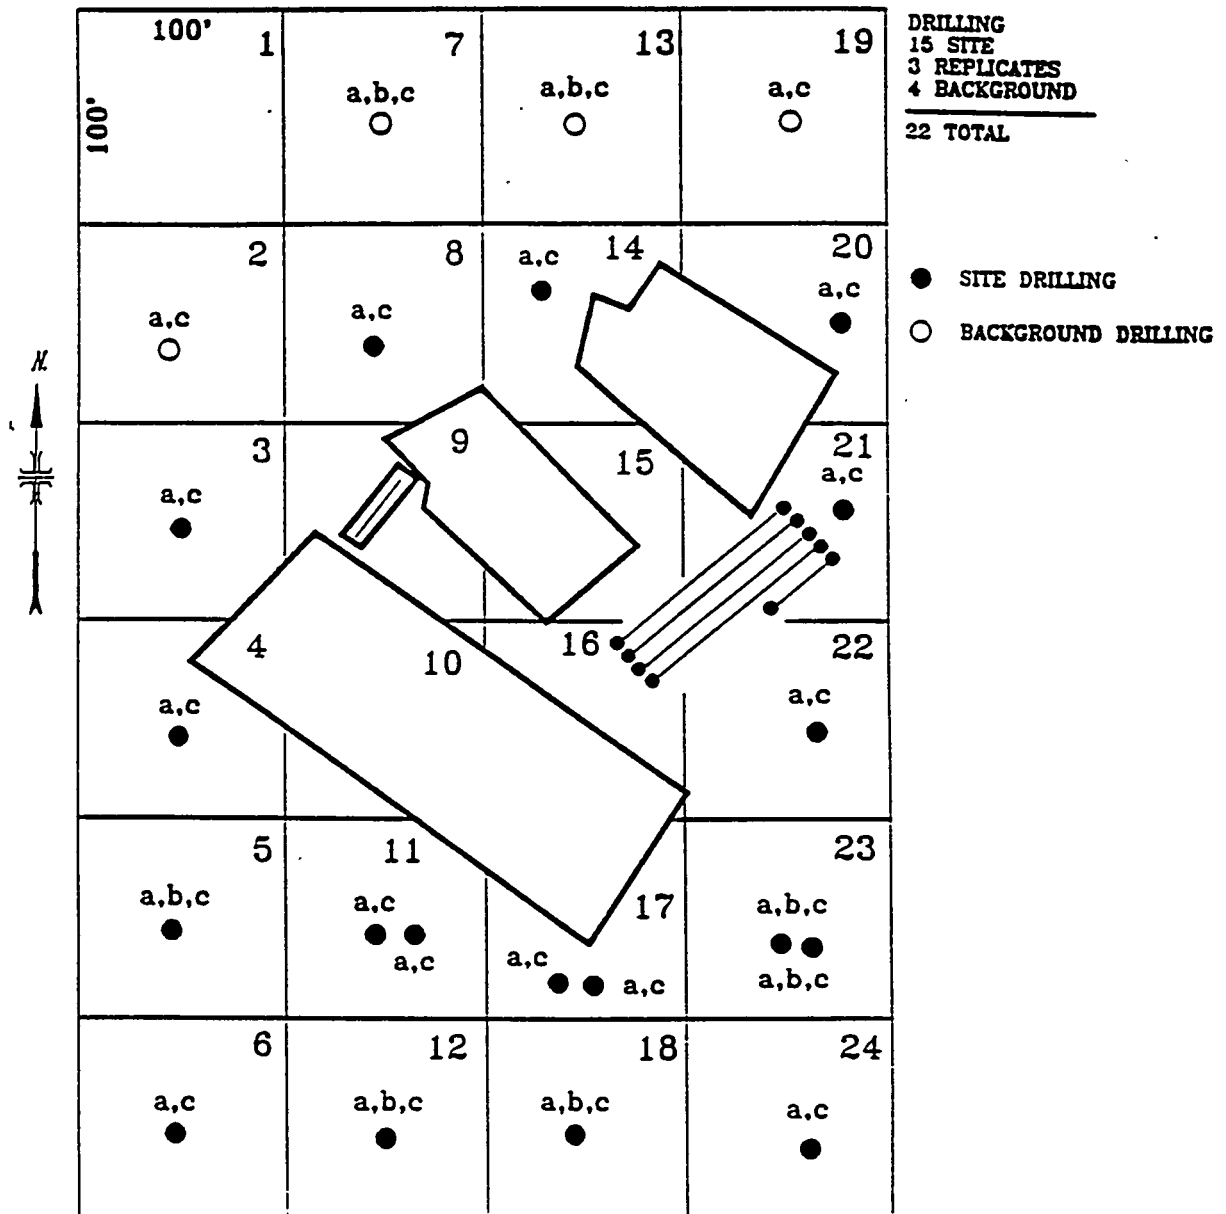 100' 1 7 13 19
100'
a,b,c a,b,c a,c
DRILLING
15 SITE
3 REPLICATES
4 BACKGROUND
22 TOTAL
2 8 14 20
a,c a,c a,c a,c
SITE DRILLING
BACKGROUND DRILLING
N
3 9 15 21
a,c a,c
4 10 16 22
a,c a,c
5 11 17 23
a,b,c a,c a,b,c
a,c a,c a,c a,b,c
6 12 18 24
a,c a,b,c a,b,c a,c